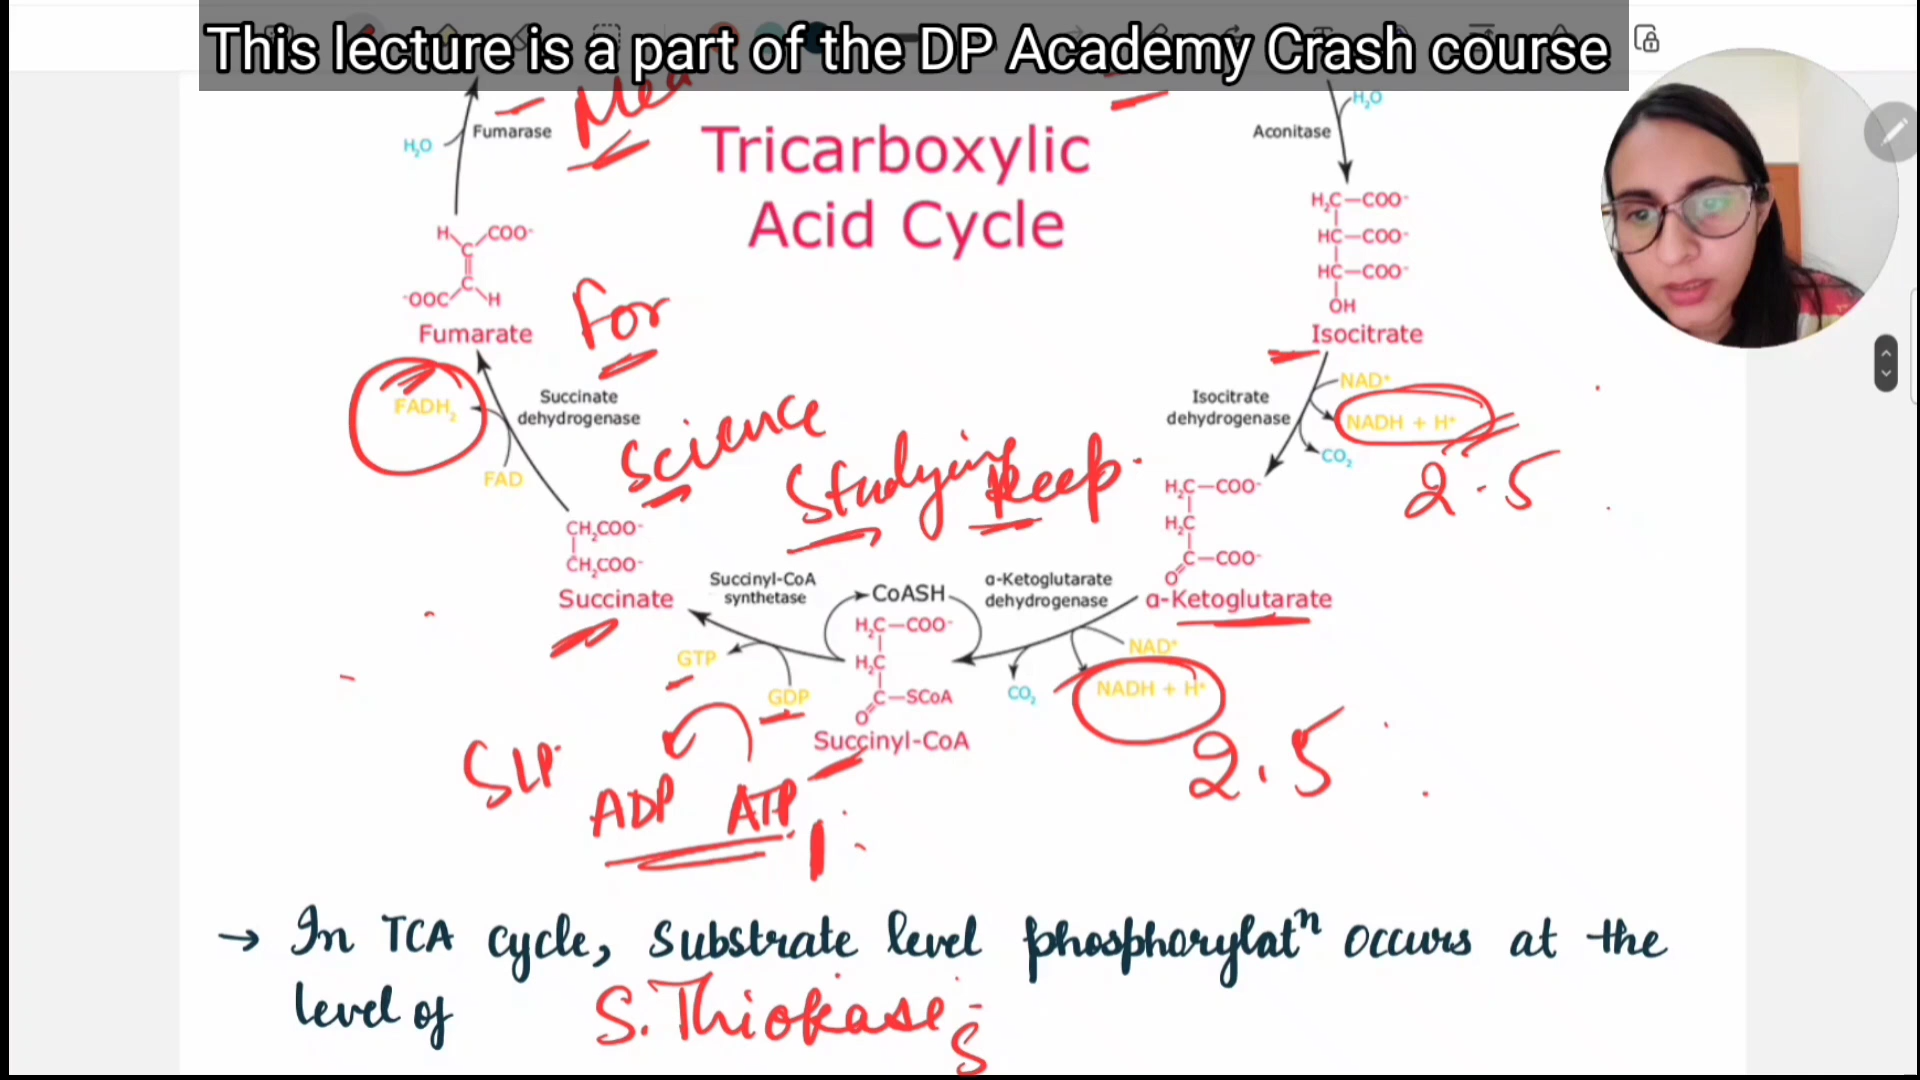 This lecture is a part of the DP Academy Crash course
H₂O
Fumarase
Tricarboxylic
Acid Cycle
H₂O
Aconitase
H₂C—COO⁻
HC—COO⁻
HC—COO⁻
OH
Isocitrate
H
COO⁻
C
C
⁻OOC
H
Fumarate
For
FADH₂
Succinate
dehydrogenase
FAD
Science
Studying
Keep
Isocitrate
dehydrogenase
NAD⁺
NADH + H⁺
CO₂
2.5
CH₂COO⁻
CH₂COO⁻
Succinate
Succinyl-CoA
synthetase
CoASH
α-Ketoglutarate
dehydrogenase
H₂C—COO⁻
H₂C
C—COO⁻
O
α-Ketoglutarate
GTP
GDP
H₂C—COO⁻
H₂C
C—SCoA
O
Succinyl-CoA
CO₂
NAD⁺
NADH + H⁺
2.5
SLP
ADP ATP
1
→ In TCA cycle, substrate level phosphorylatⁿ occurs at the
level of S. Thiokase
S